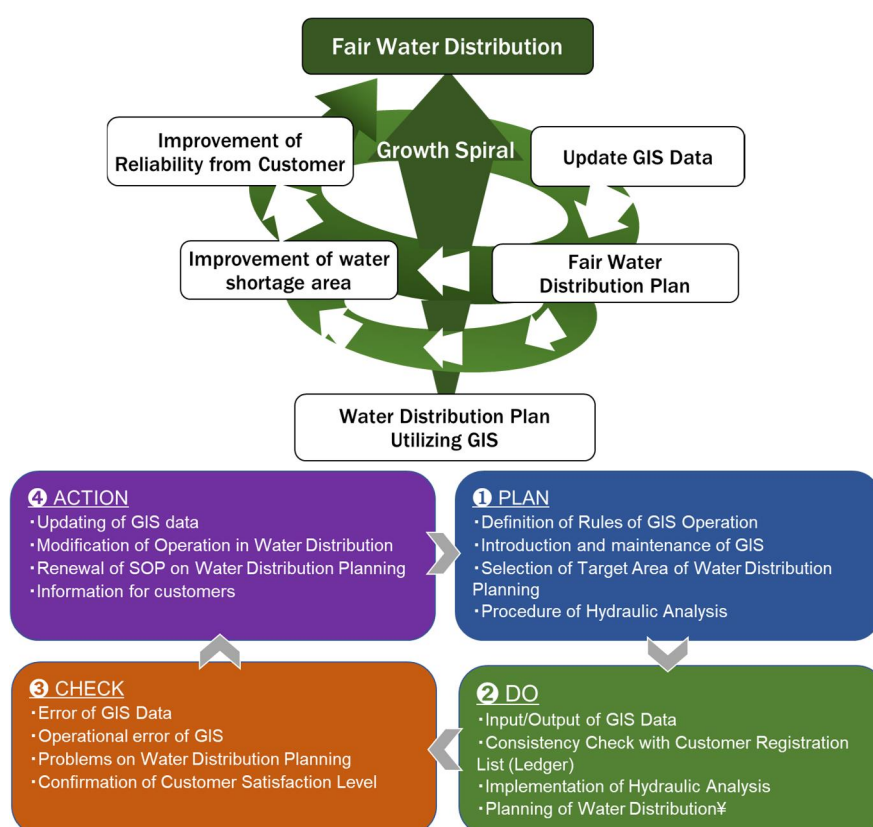 Fair Water Distribution
Growth Spiral
Improvement of
Reliability from Customer
Update GIS Data
Improvement of water
shortage area
Fair Water
Distribution Plan
Water Distribution Plan
Utilizing GIS
❹ ACTION
・Updating of GIS data
・Modification of Operation in Water Distribution
・Renewal of SOP on Water Distribution Planning
・Information for customers
❶ PLAN
・Definition of Rules of GIS Operation
・Introduction and maintenance of GIS
・Selection of Target Area of Water Distribution
Planning
・Procedure of Hydraulic Analysis
❸ CHECK
・Error of GIS Data
・Operational error of GIS
・Problems on Water Distribution Planning
・Confirmation of Customer Satisfaction Level
❷ DO
・Input/Output of GIS Data
・Consistency Check with Customer Registration
List (Ledger)
・Implementation of Hydraulic Analysis
・Planning of Water Distribution¥